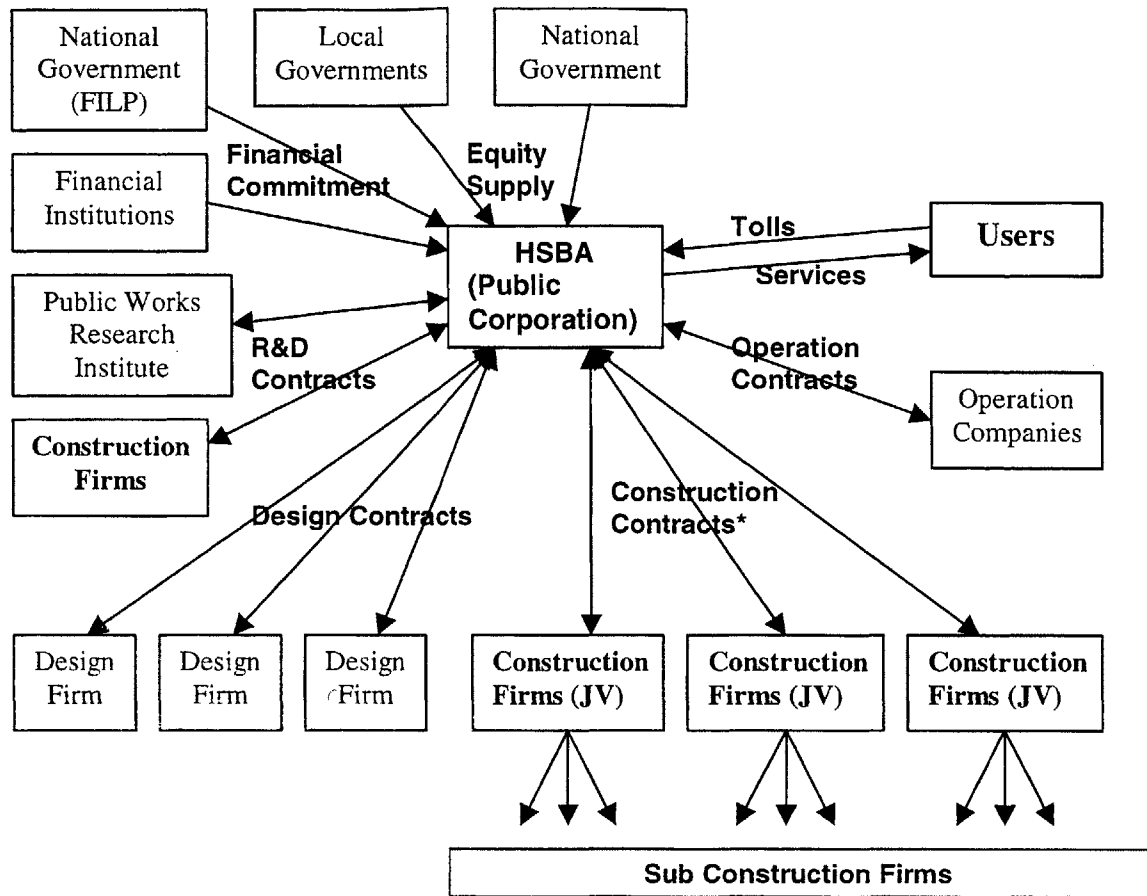 National
Government
(FILP)
Local
Governments
National
Government
Financial
Commitment
Equity
Supply
Financial
Institutions
HSBA
(Public
Corporation)
Tolls
Services
Users
Public Works
Research
Institute
R&D
Contracts
Operation
Contracts
Operation
Companies
Construction
Firms
Design Contracts
Construction
Contracts*
Design
Firm
Design
Firm
Design
Firm
Construction
Firms (JV)
Construction
Firms (JV)
Construction
Firms (JV)
Sub Construction Firms